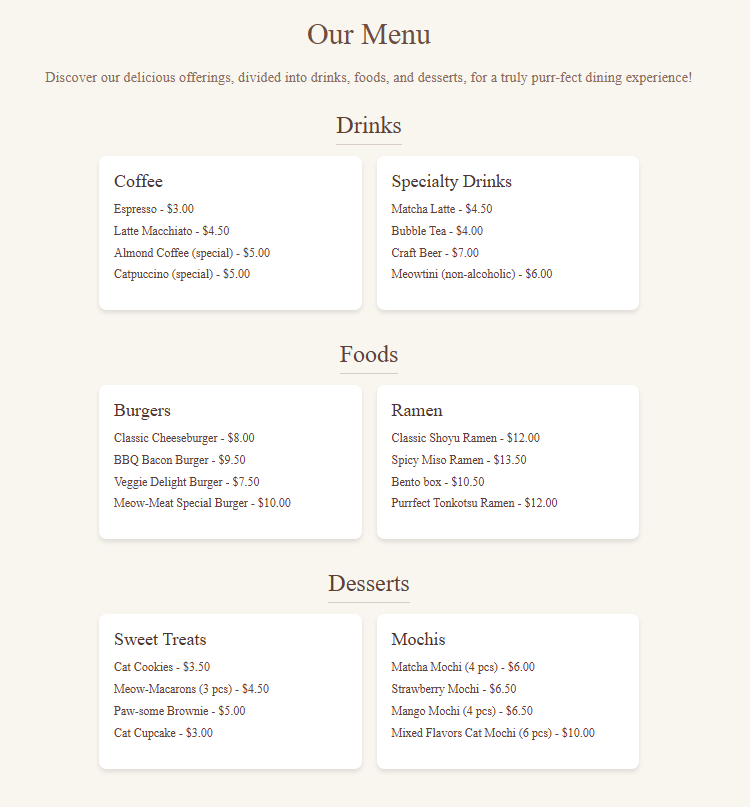 Our Menu
Discover our delicious offerings, divided into drinks, foods, and desserts, for a truly purr-fect dining experience!
Drinks
Coffee
Espresso - $3.00
Latte Macchiato - $4.50
Almond Coffee (special) - $5.00
Catpuccino (special) - $5.00
Specialty Drinks
Matcha Latte - $4.50
Bubble Tea - $4.00
Craft Beer - $7.00
Meowtini (non-alcoholic) - $6.00
Foods
Burgers
Classic Cheeseburger - $8.00
BBQ Bacon Burger - $9.50
Veggie Delight Burger - $7.50
Meow-Meat Special Burger - $10.00
Ramen
Classic Shoyu Ramen - $12.00
Spicy Miso Ramen - $13.50
Bento box - $10.50
Purrfect Tonkotsu Ramen - $12.00
Desserts
Sweet Treats
Cat Cookies - $3.50
Meow-Macarons (3 pcs) - $4.50
Paw-some Brownie - $5.00
Cat Cupcake - $3.00
Mochis
Matcha Mochi (4 pcs) - $6.00
Strawberry Mochi - $6.50
Mango Mochi (4 pcs) - $6.50
Mixed Flavors Cat Mochi (6 pcs) - $10.00